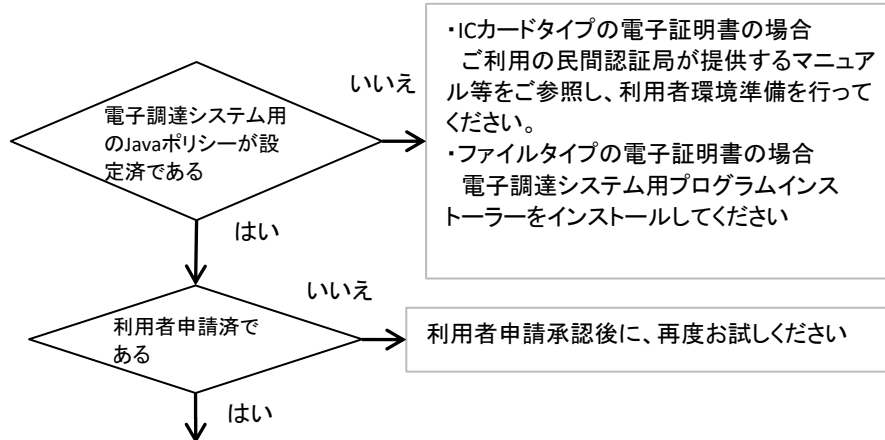 ・ICカードタイプの電子証明書の場合
ご利用の民間認証局が提供するマニュア
ル等をご参照し、利用者環境準備を行って
ください。
・ファイルタイプの電子証明書の場合
電子調達システム用プログラムインス
トーラーをインストールしてください
いいえ
電子調達システム用
のJavaポリシーが設
定済である
はい
いいえ
利用者申請済で
ある
利用者申請承認後に、再度お試しください
はい